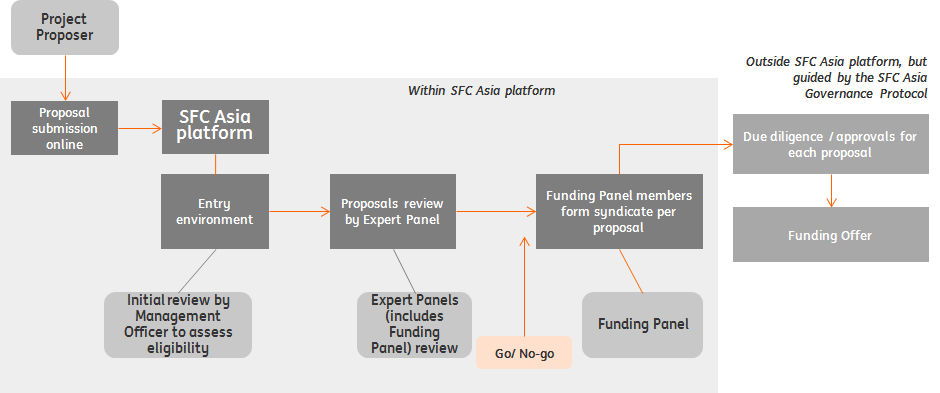 Project
Proposer
Outside SFC Asia platform, but
guided by the SFC Asia
Governance Protocol
Within SFC Asia platform
Proposal
submission
online
SFC Asia
platform
Due diligence / approvals for
each proposal
Entry
environment
Proposals review
by Expert Panel
Funding Panel members
form syndicate per
proposal
Funding Offer
Initial review by
Management
Officer to assess
eligibility
Expert Panels
(includes
Funding
Panel) review
Go/ No-go
Funding Panel